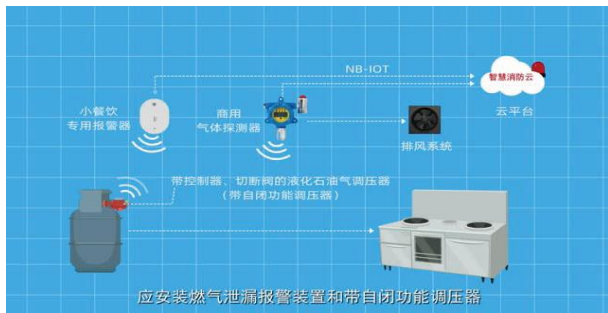 NB-IOT
智慧消防云
云平台
小餐饮
专用报警器
商用
气体探测器
排风系统
带控制器、切断阀的液化石油气调压器
（带自闭功能调压器）
应安装燃气泄漏报警装置和带自闭功能调压器